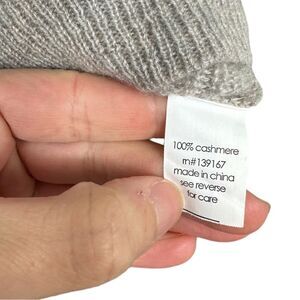 100% cashmere
rn#139167
made in china
see reverse
for care